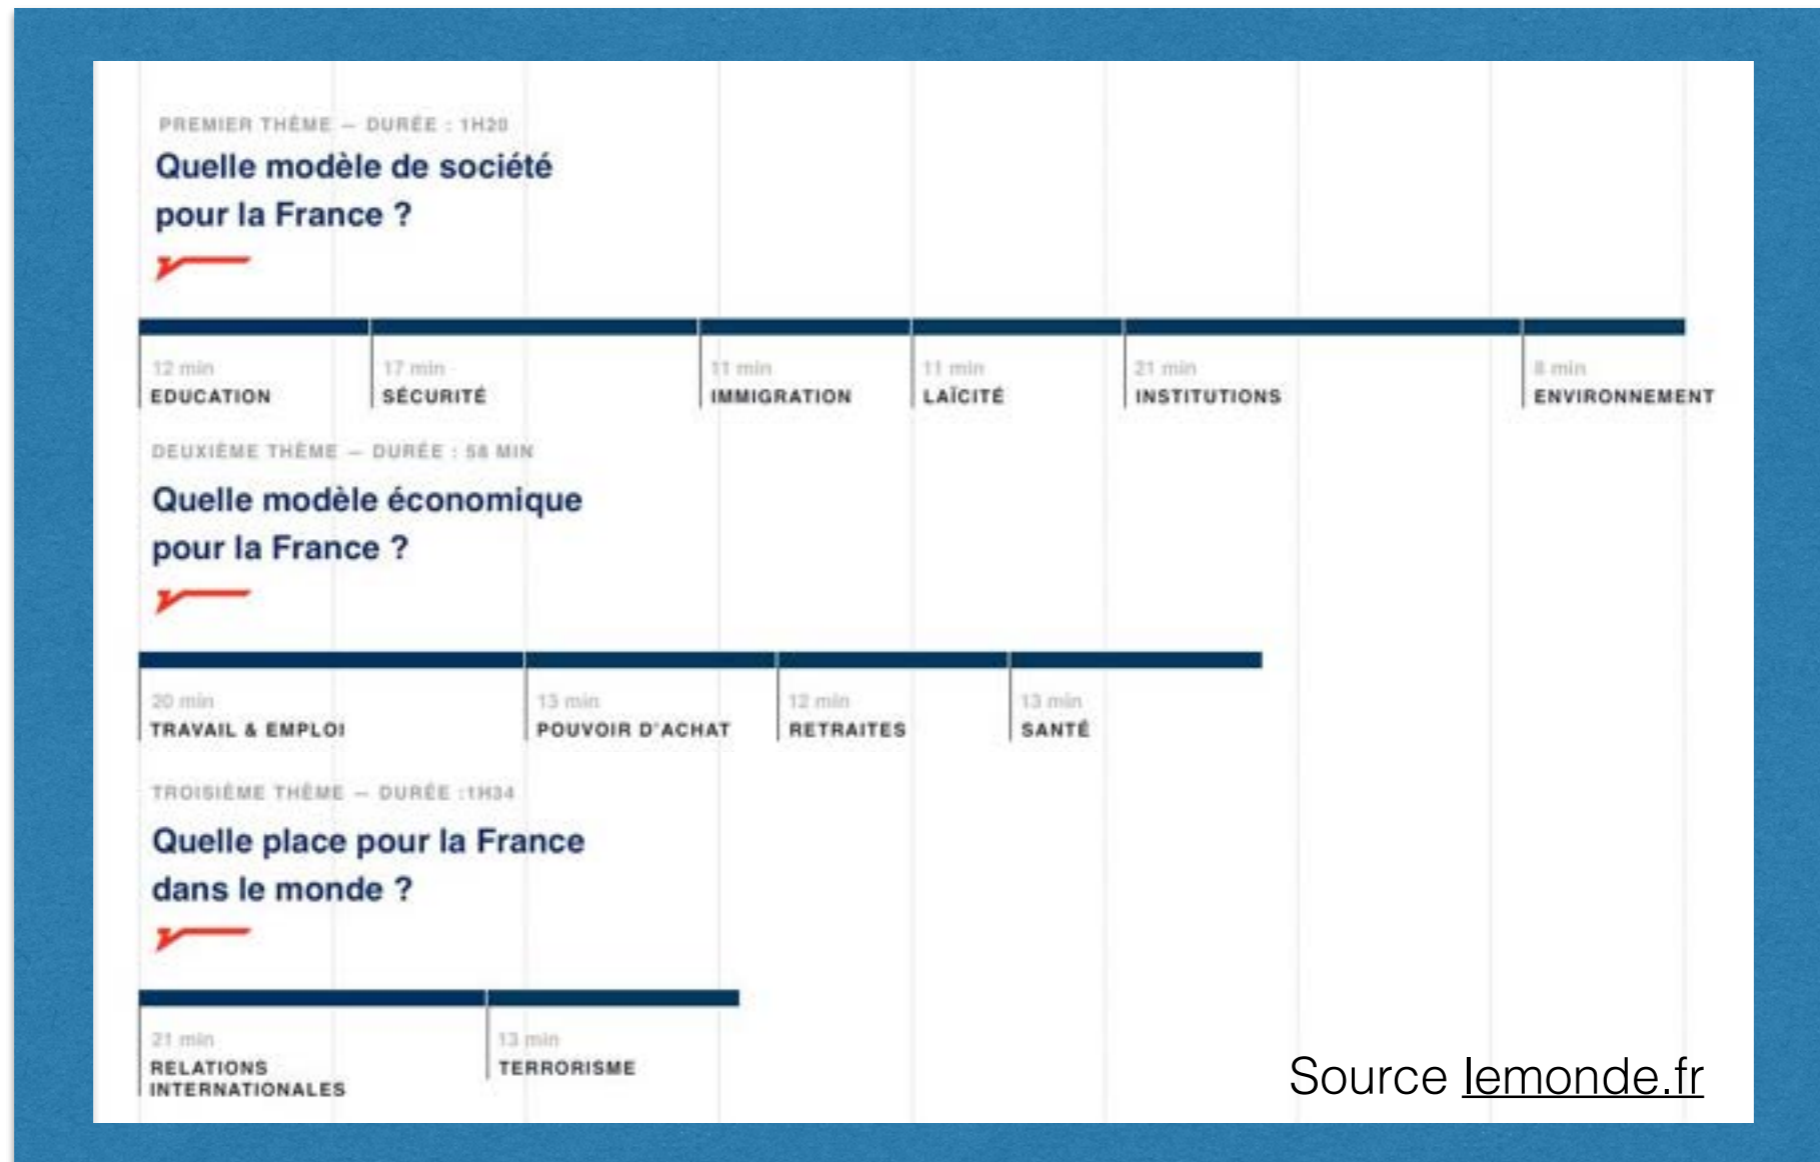 PREMIER THÈME – DURÉE : 1H20
Quelle modèle de société
pour la France ?
12 min
EDUCATION
17 min
SÉCURITÉ
11 min
IMMIGRATION
11 min
LAÏCITÉ
21 min
INSTITUTIONS
8 min
ENVIRONNEMENT
DEUXIÈME THÈME – DURÉE : 58 MIN
Quelle modèle économique
pour la France ?
20 min
TRAVAIL & EMPLOI
13 min
POUVOIR D'ACHAT
12 min
RETRAITES
13 min
SANTÉ
TROISIÈME THÈME – DURÉE :1H34
Quelle place pour la France
dans le monde ?
21 min
RELATIONS
INTERNATIONALES
13 min
TERRORISME
Source lemonde.fr